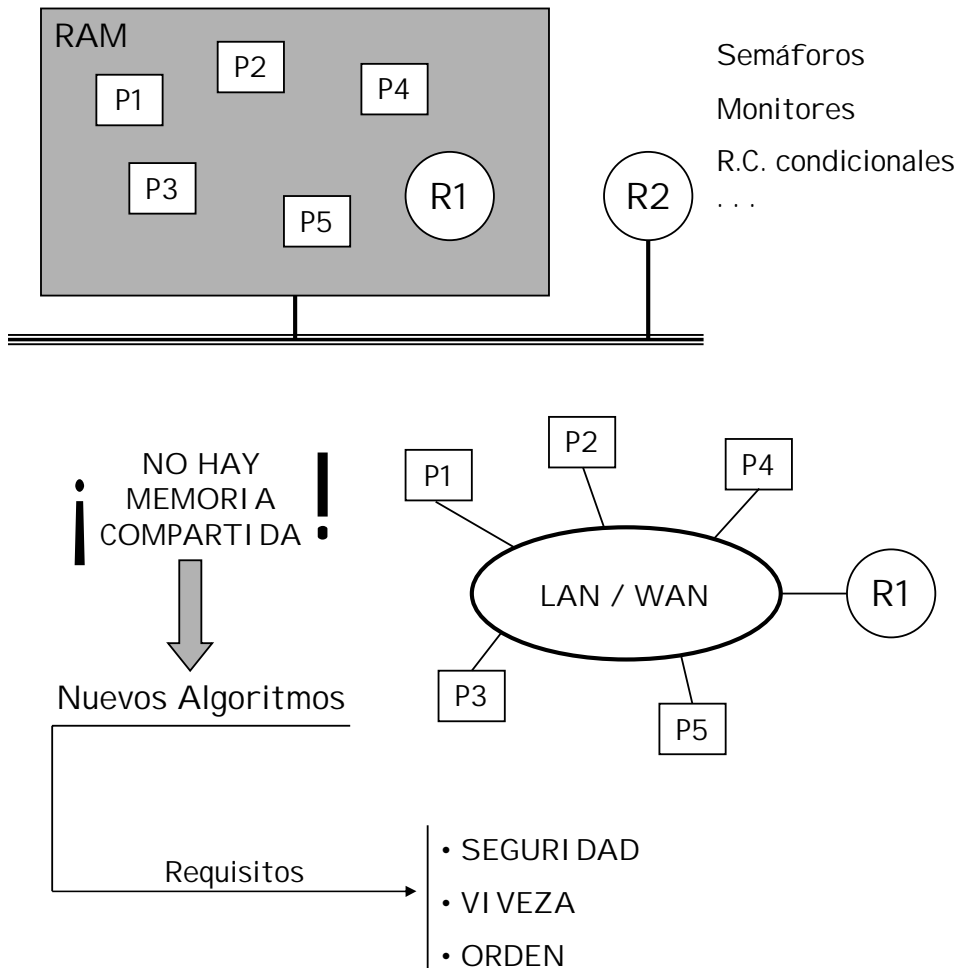 RAM
P1
P2
P4
P3
P5
R1
R2
Semáforos
Monitores
R.C. condicionales
. . .
¡
NO HAY
MEMORIA
COMPARTIDA
!
Nuevos Algoritmos
P1
P2
P4
LAN / WAN
R1
P3
P5
Requisitos
• SEGURIDAD
• VIVEZA
• ORDEN